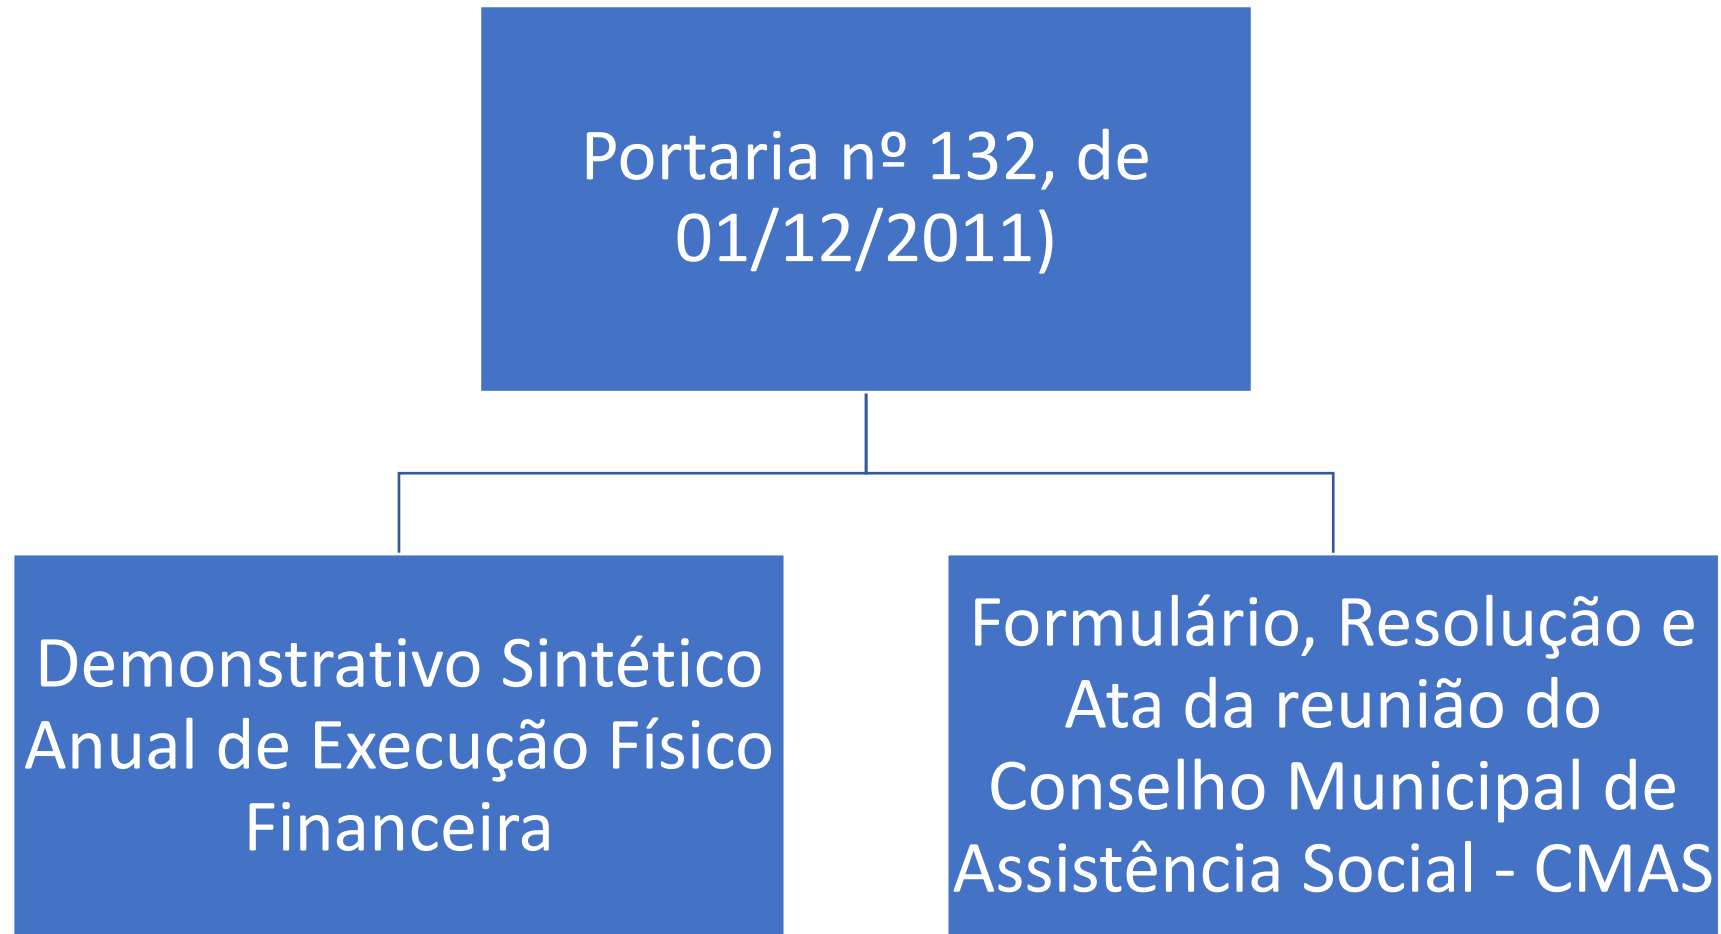 Portaria nº 132, de
01/12/2011)
Demonstrativo Sintético
Anual de Execução Físico
Financeira
Formulário, Resolução e
Ata da reunião do
Conselho Municipal de
Assistência Social - CMAS